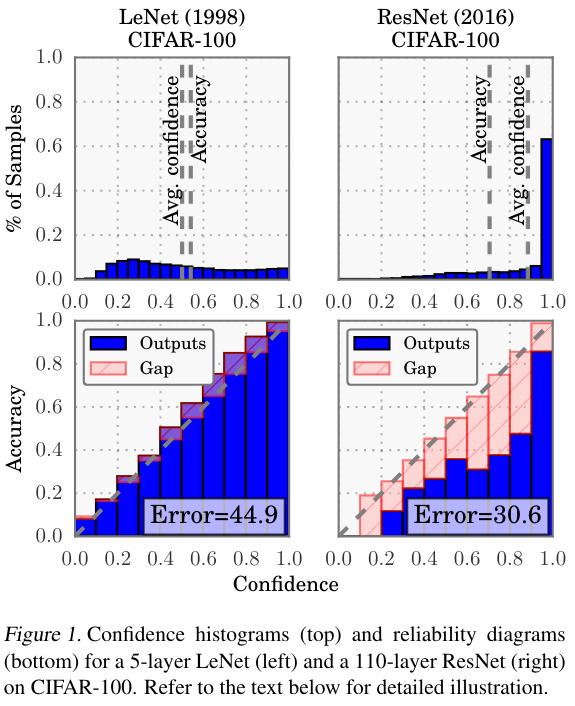 LeNet (1998)
CIFAR-100
ResNet (2016)
CIFAR-100
% of Samples
1.0
0.8
0.6
0.4
0.2
0.0
Avg. confidence
Accuracy
Accuracy
Avg. confidence
0.0 0.2 0.4 0.6 0.8 1.0
0.0 0.2 0.4 0.6 0.8 1.0
Accuracy
1.0
0.8
0.6
0.4
0.2
0.0
Outputs
Gap
Error=44.9
Outputs
Gap
Error=30.6
0.0 0.2 0.4 0.6 0.8 1.0
0.0 0.2 0.4 0.6 0.8 1.0
Confidence
Figure 1. Confidence histograms (top) and reliability diagrams
(bottom) for a 5-layer LeNet (left) and a 110-layer ResNet (right)
on CIFAR-100. Refer to the text below for detailed illustration.